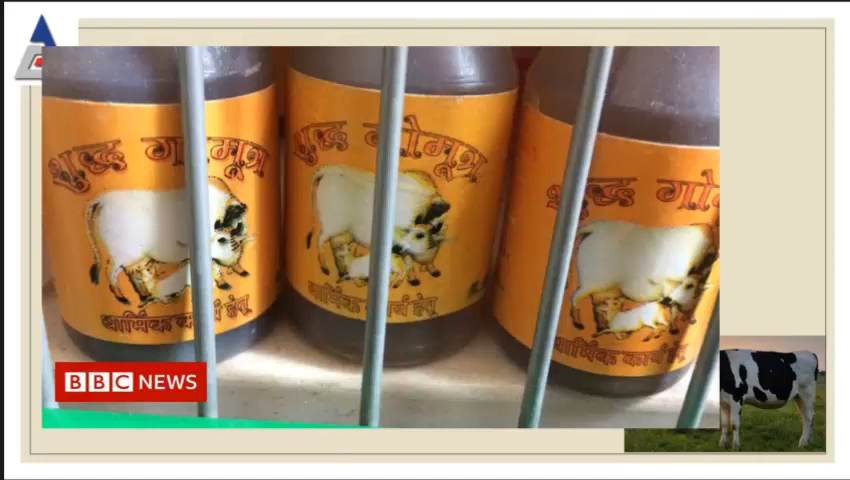 शुद्ध गोमूत्र
धार्मिक कार्य हेतु
शुद्ध गोमूत्र
धार्मिक कार्य हेतु
शुद्ध गो
धार्मिक कार्य हेतु
BBC NEWS